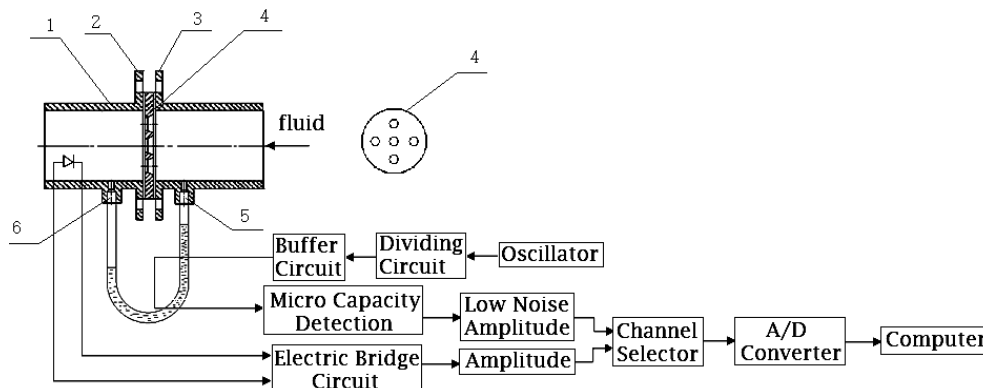 1
2
3
4
4
fluid
6
5
Buffer
Circuit
Dividing
Circuit
Oscillator
Micro Capacity
Detection
Low Noise
Amplitude
Channel
Selector
A/D
Converter
Computer
Electric Bridge
Circuit
Amplitude